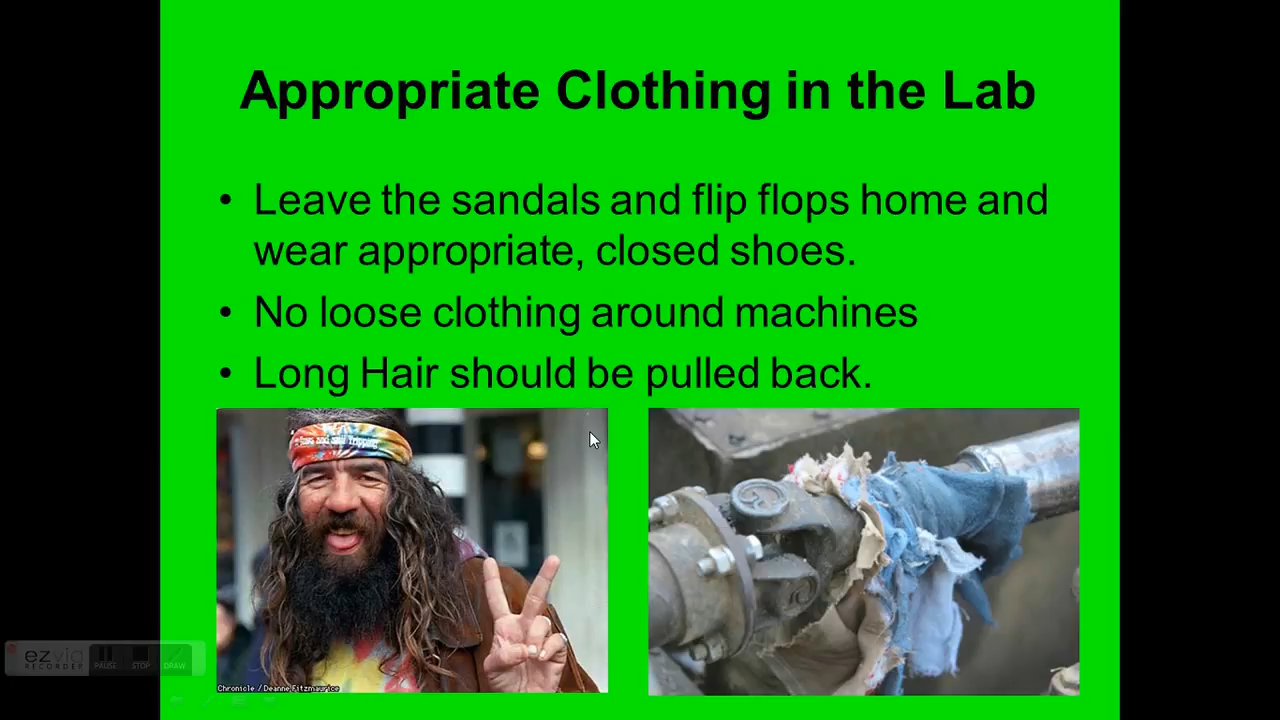 Appropriate Clothing in the Lab
• Leave the sandals and flip flops home and
wear appropriate, closed shoes.
• No loose clothing around machines
• Long Hair should be pulled back.
Chronicle / Deanne Fitzmaurice
ezvid
RECORDER
PAUSE
STOP
DRAW